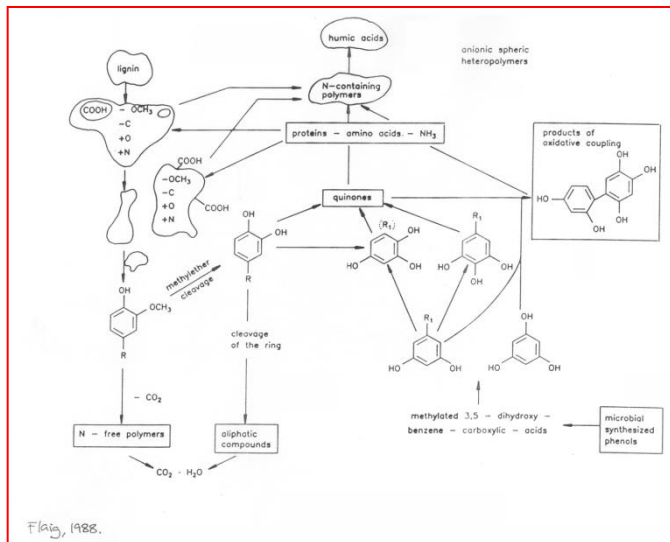 humic acids
anionic spheric
heteropolymers
lignin
N-containing
polymers
COOH
- OCH₃
-C
+O
+N
proteins - amino acids. - NH₃
products of
oxidative coupling
COOH
-OCH₃
-C
+O
+N
COOH
quinones
OH
OH
HO
OH
OH
OH
OH
R
(R₁)
OH
HO
OH
R₁
HO
OH
OH
methylether
cleavage
OH
OCH₃
R
cleavage
of the ring
R₁
HO
OH
OH
HO
OH
- CO₂
methylated 3,5 - dihydroxy -
benzene - carboxylic - acids
microbial
synthesized
phenols
N - free polymers
aliphatic
compounds
CO₂ - H₂O
Flaig, 1988.